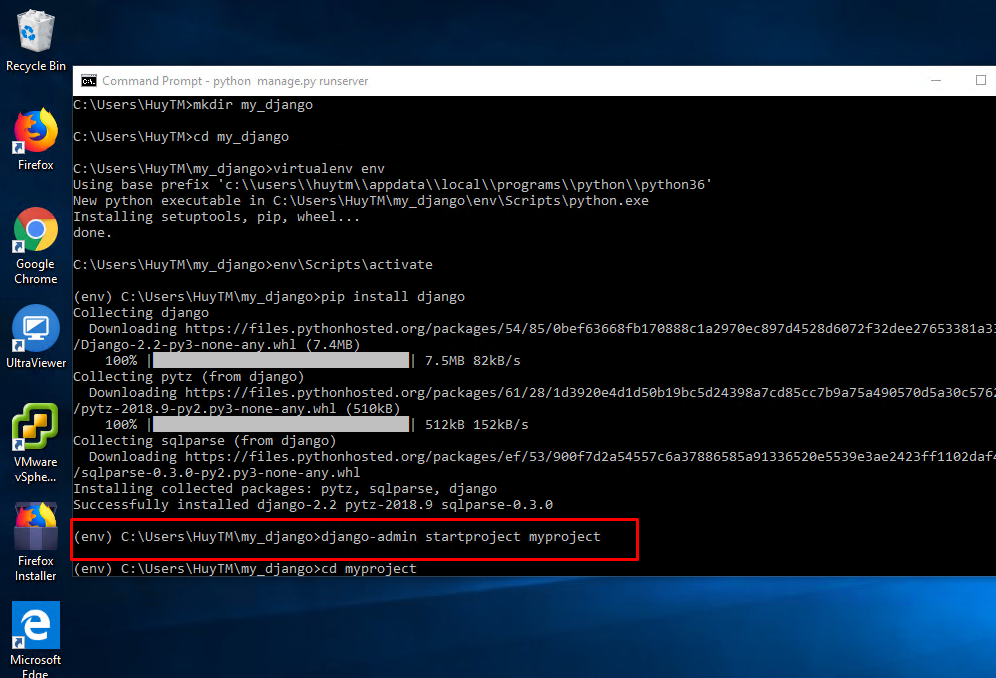 Recycle Bin
Firefox
Google
Chrome
UltraViewer
VMware
vSphe...
Firefox
Installer
Microsoft
Edge
Command Prompt - python manage.py runserver
C:\Users\HuyTM>mkdir my_django
C:\Users\HuyTM>cd my_django
C:\Users\HuyTM\my_django>virtualenv env
Using base prefix 'c:\\users\\huytm\\appdata\\local\\programs\\python\\python36'
New python executable in C:\Users\HuyTM\my_django\env\Scripts\python.exe
Installing setuptools, pip, wheel...
done.
C:\Users\HuyTM\my_django>env\Scripts\activate
(env) C:\Users\HuyTM\my_django>pip install django
Collecting django
Downloading https://files.pythonhosted.org/packages/54/85/0bef63668fb170888c1a2970ec897d4528d6072f32dee27653381a33
/Django-2.2-py3-none-any.whl (7.4MB)
100% | | 7.5MB 82kB/s
Collecting pytz (from django)
Downloading https://files.pythonhosted.org/packages/61/28/1d3920e4d1d50b19bc5d24398a7cd85cc7b9a75a490570d5a30c5762
/pytz-2018.9-py2.py3-none-any.whl (510kB)
100% | | 512kB 152kB/s
Collecting sqlparse (from django)
Downloading https://files.pythonhosted.org/packages/ef/53/900f7d2a54557c6a37886585a91336520e5539e3ae2423ff1102daf4
/sqlparse-0.3.0-py2.py3-none-any.whl
Installing collected packages: pytz, sqlparse, django
Successfully installed django-2.2 pytz-2018.9 sqlparse-0.3.0
(env) C:\Users\HuyTM\my_django>django-admin startproject myproject
(env) C:\Users\HuyTM\my_django>cd myproject